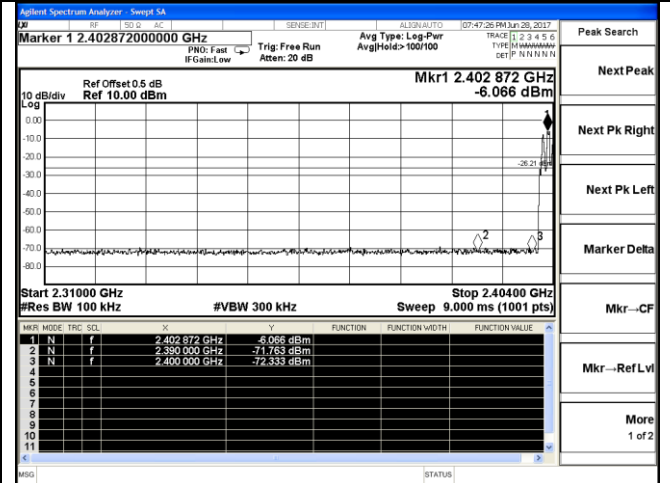 Agilent Spectrum Analyzer - Swept SA
RF 50 Ω AC SENSE:INT ALIGN AUTO 07:47:26 PM Jun 28, 2017
Marker 1 2.402872000000 GHz
PNO: Fast
IFGain:Low
Trig: Free Run
Atten: 20 dB
Avg Type: Log-Pwr
Avg|Hold:>100/100
TRACE 1 2 3 4 5 6
TYPE M WWWWW
DET P N N N N N
Ref Offset 0.5 dB
10 dB/div Ref 10.00 dBm
Log
Mkr1 2.402 872 GHz
-6.066 dBm
1
0.00
-10.0
-20.0
-26.21 dBm
-30.0
-40.0
-50.0
-60.0
2
3
-70.0
-80.0
Start 2.31000 GHz Stop 2.40400 GHz
#Res BW 100 kHz #VBW 300 kHz Sweep 9.000 ms (1001 pts)
MKR MODE TRC SCL X Y FUNCTION FUNCTION WIDTH FUNCTION VALUE
1 N f 2.402 872 GHz -6.066 dBm
2 N f 2.390 000 GHz -71.763 dBm
3 N f 2.400 000 GHz -72.333 dBm
4
5
6
7
8
9
10
11
MSG STATUS
Peak Search
Next Peak
Next Pk Right
Next Pk Left
Marker Delta
Mkr→CF
Mkr→Ref Lvl
More
1 of 2